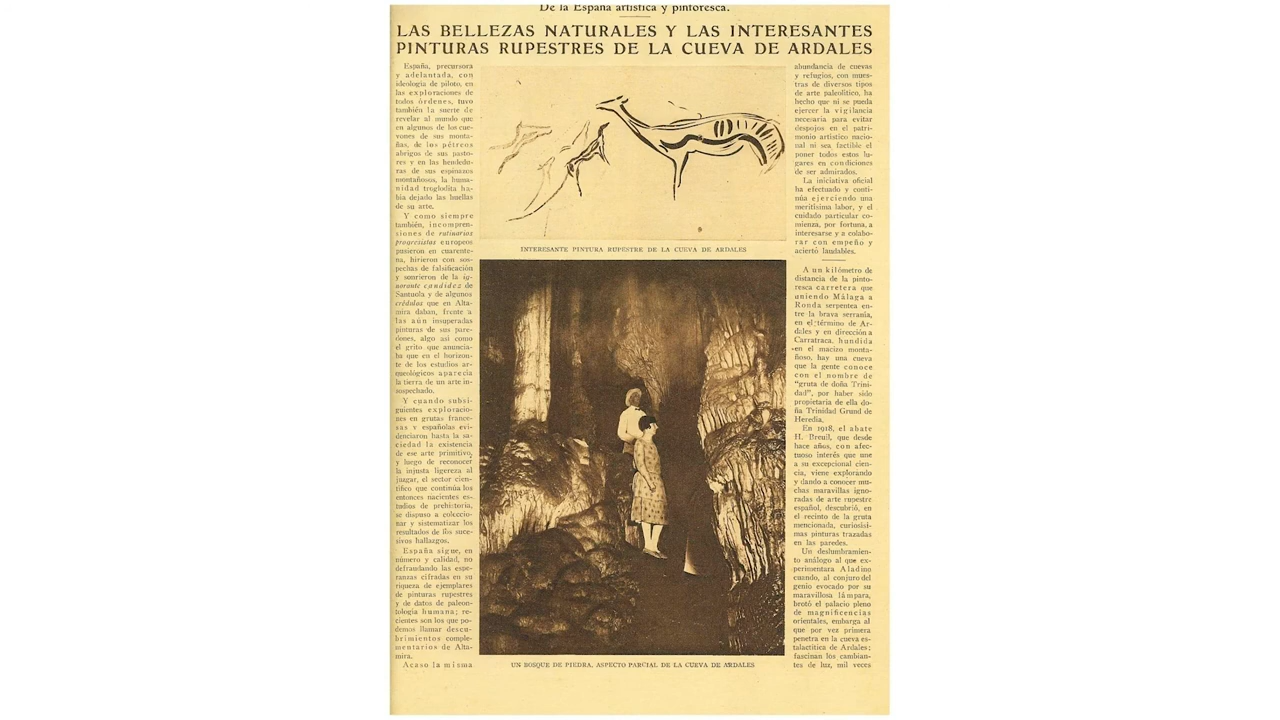 De la España artística y pintoresca.
LAS BELLEZAS NATURALES Y LAS INTERESANTES
PINTURAS RUPESTRES DE LA CUEVA DE ARDALES
España, precursora
y adelantada, con
ideología de piloto, en
las exploraciones de
todos órdenes, tuvo
también la suerte de
revelar al mundo que
en algunos de los cue-
vones de sus monta-
ñas, de los pétreos
abrigos de sus pasto-
res y en las hendedu-
ras de sus espinazos
montañosos, la huma-
nidad troglodita ha-
bía dejado las huellas
de su arte.
Y como siempre
también, incompren-
siones de rutinarios
progresistas europeos
pusieron en cuarente-
na, hirieron con sos-
pechas de falsificación
y sonrieron de la ig-
norante candidez de
Santuola y de algunos
crédulos que en Alta-
mira daban, frente a
las aún insuperadas
pinturas de sus pare-
dones, algo así como
el grito que anuncia-
ba que en el horizon-
te de los estudios ar-
queológicos aparecía
la tierra de un arte in-
sospechado.
Y cuando subsi-
guientes exploracio-
nes en grutas france-
sas y españolas evi-
denciaron hasta la sa-
ciedad la existencia
de ese arte primitivo,
y luego de reconocer
la injusta ligereza al
juzgar, el sector cien-
tífico que continúa los
entonces nacientes es-
tudios de prehistoria,
se dispuso a coleccio-
nar y sistematizar los
resultados de los suce-
sivos hallazgos.
España sigue, en
número y calidad, no
defraudando las espe-
ranzas cifradas en su
riqueza de ejemplares
de pinturas rupestres
y de datos de paleon-
tología humana; re-
cientes son los que po-
demos llamar descu-
brimientos comple-
mentarios de Alta-
mira.
Acaso la misma
INTERESANTE PINTURA RUPESTRE DE LA CUEVA DE ARDALES
UN BOSQUE DE PIEDRA. ASPECTO PARCIAL DE LA CUEVA DE ARDALES
abundancia de cuevas
y refugios, con mues-
tras de diversos tipos
de arte paleolítico, ha
hecho que ni se pueda
ejercer la vigilancia
necesaria para evitar
despojos en el patri-
monio artístico nacio-
nal ni sea factible el
poner todos estos lu-
gares en condiciones
de ser admirados.
La iniciativa oficial
ha efectuado y conti-
núa ejerciendo una
meritísima labor, y el
cuidado particular co-
mienza, por fortuna, a
interesarse y a colabo-
rar con empeño y
acierto laudables.
A un kilómetro de
distancia de la pinto-
resca carretera que
uniendo Málaga a
Ronda serpentea en-
tre la brava serranía,
en el término de Ar-
dales y en dirección a
Carratraca, hundida
en el macizo monta-
ñoso, hay una cueva
que la gente conoce
con el nombre de
"gruta de doña Trini-
dad", por haber sido
propietaria de ella do-
ña Trinidad Grund de
Heredia.
En 1918, el abate
H. Breuil, que desde
hace años, con afec-
tuoso interés que une
a su excepcional cien-
cia, viene explorando
y dando a conocer mu-
chas maravillas igno-
radas de arte rupestre
español, descubrió, en
el recinto de la gruta
mencionada, curiosísi-
mas pinturas trazadas
en las paredes.
Un deslumbramien-
to análogo al que ex-
perimentara Aladino
cuando, al conjuro del
genio evocado por su
maravillosa lámpara,
brotó el palacio pleno
de magnificencias
orientales, embarga al
que por vez primera
penetra en la cueva es-
talactítica de Ardales;
fascinan los cambian-
tes de luz, mil veces